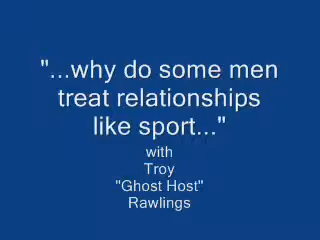 "...why do some men
treat relationships
like sport..."
with
Troy
"Ghost Host"
Rawlings